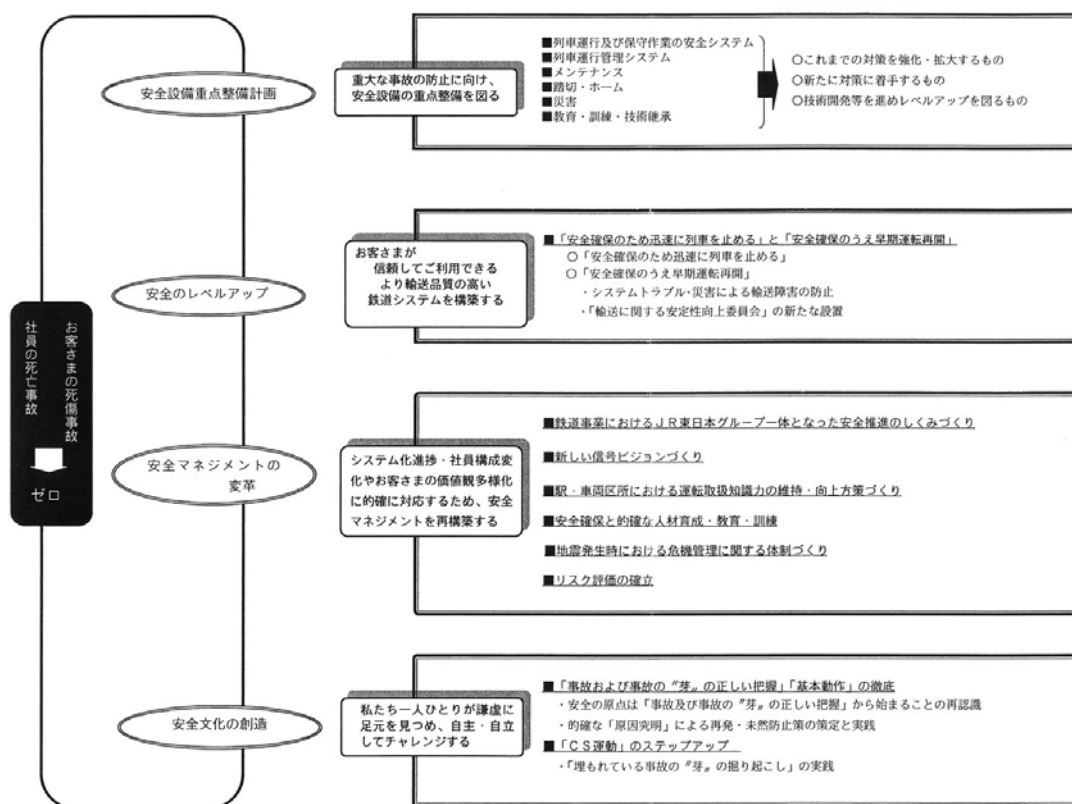 お客さまの死傷事故
社員の死亡事故
ゼロ
安全設備重点整備計画
重大な事故の防止に向け、
安全設備の重点整備を図る
■列車運行及び保守作業の安全システム
■列車運行管理システム
■メンテナンス
■踏切・ホーム
■災害
■教育・訓練・技術継承
○これまでの対策を強化・拡大するもの
○新たに対策に着手するもの
○技術開発等を進めレベルアップを図るもの
安全のレベルアップ
お客さまが
信頼してご利用できる
より輸送品質の高い
鉄道システムを構築する
■「安全確保のため迅速に列車を止める」と「安全確保のうえ早期運転再開」
○「安全確保のため迅速に列車を止める」
○「安全確保のうえ早期運転再開」
・システムトラブル・災害による輸送障害の防止
・「輸送に関する安定性向上委員会」の新たな設置
安全マネジメントの
変革
システム化進捗・社員構成変
化やお客さまの価値観多様化
に的確に対応するため、安全
マネジメントを再構築する
■鉄道事業におけるＪＲ東日本グループ一体となった安全推進のしくみづくり
■新しい信号ビジョンづくり
■駅・車両区所における運転取扱知識力の維持・向上方策づくり
■安全確保と的確な人材育成・教育・訓練
■地震発生時における危機管理に関する体制づくり
■リスク評価の確立
安全文化の創造
私たち一人ひとりが謙虚に
足元を見つめ、自主・自立
してチャレンジする
■「事故および事故の〝芽〟の正しい把握」「基本動作」の徹底
・安全の原点は「事故及び事故の〝芽〟の正しい把握」から始まることの再認識
・的確な「原因究明」による再発・未然防止策の策定と実践
■「ＣＳ運動」のステップアップ
・「埋もれている事故の〝芽〟の掘り起こし」の実践